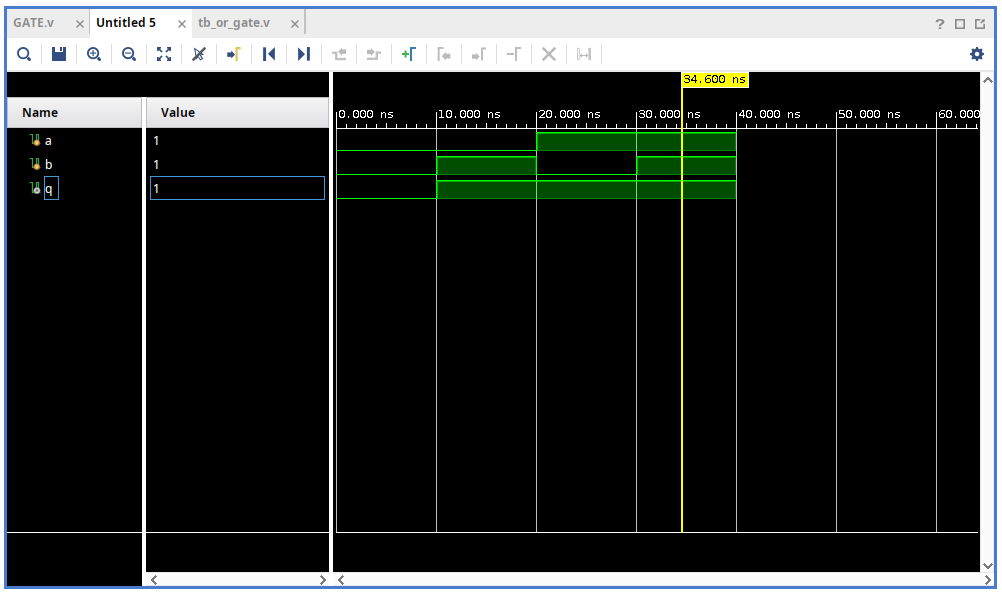 GATE.v
Untitled 5
tb_or_gate.v
?
34.600 ns
Name
Value
0.000 ns
10.000 ns
20.000 ns
30.000 ns
40.000 ns
50.000 ns
60.000
a
1
b
1
q
1